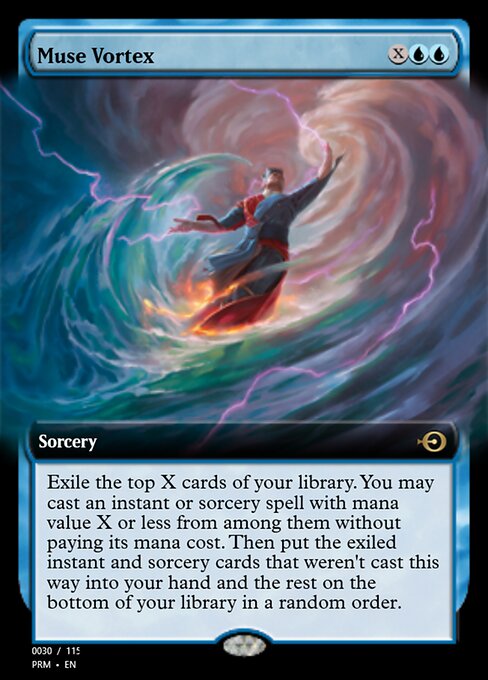 Muse Vortex X
Sorcery
Exile the top X cards of your library. You may
cast an instant or sorcery spell with mana
value X or less from among them without
paying its mana cost. Then put the exiled
instant and sorcery cards that weren't cast this
way into your hand and the rest on the
bottom of your library in a random order.
0030 / 115
PRM • EN